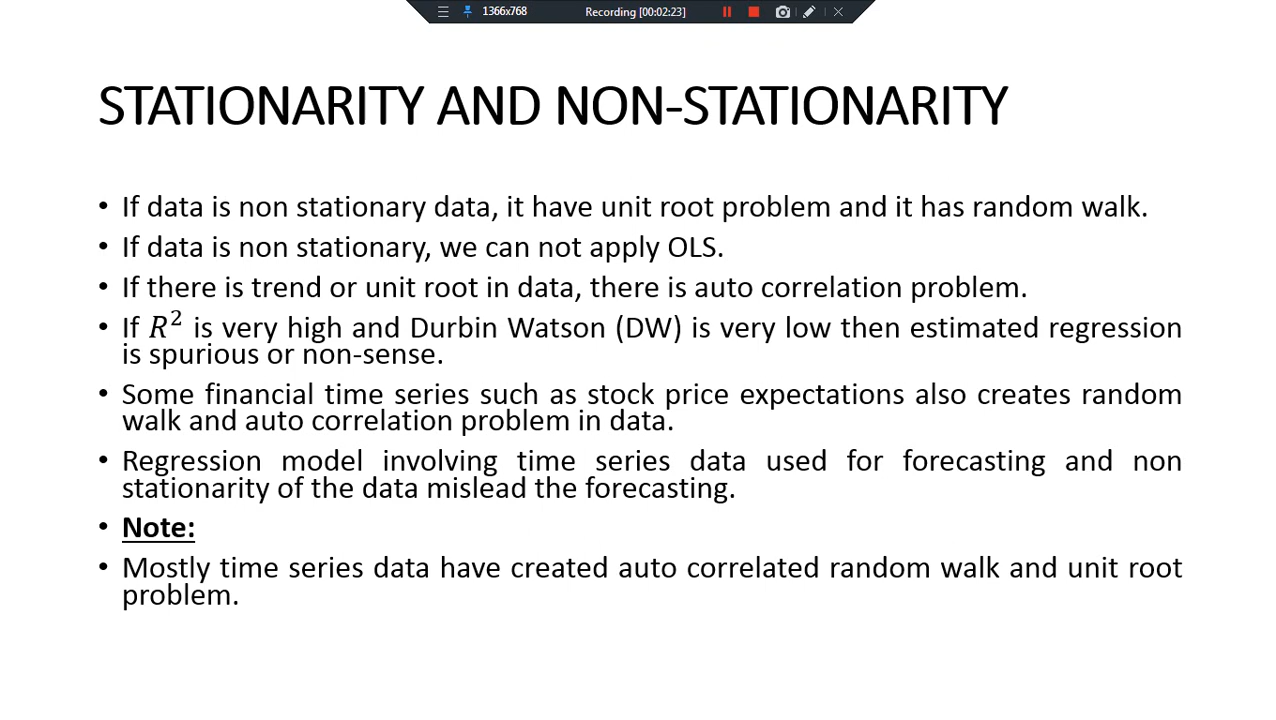 1366x768 Recording [00:02:23]
STATIONARITY AND NON-STATIONARITY
• If data is non stationary data, it have unit root problem and it has random walk.
• If data is non stationary, we can not apply OLS.
• If there is trend or unit root in data, there is auto correlation problem.
• If R² is very high and Durbin Watson (DW) is very low then estimated regression
is spurious or non-sense.
• Some financial time series such as stock price expectations also creates random
walk and auto correlation problem in data.
• Regression model involving time series data used for forecasting and non
stationarity of the data mislead the forecasting.
• Note:
• Mostly time series data have created auto correlated random walk and unit root
problem.